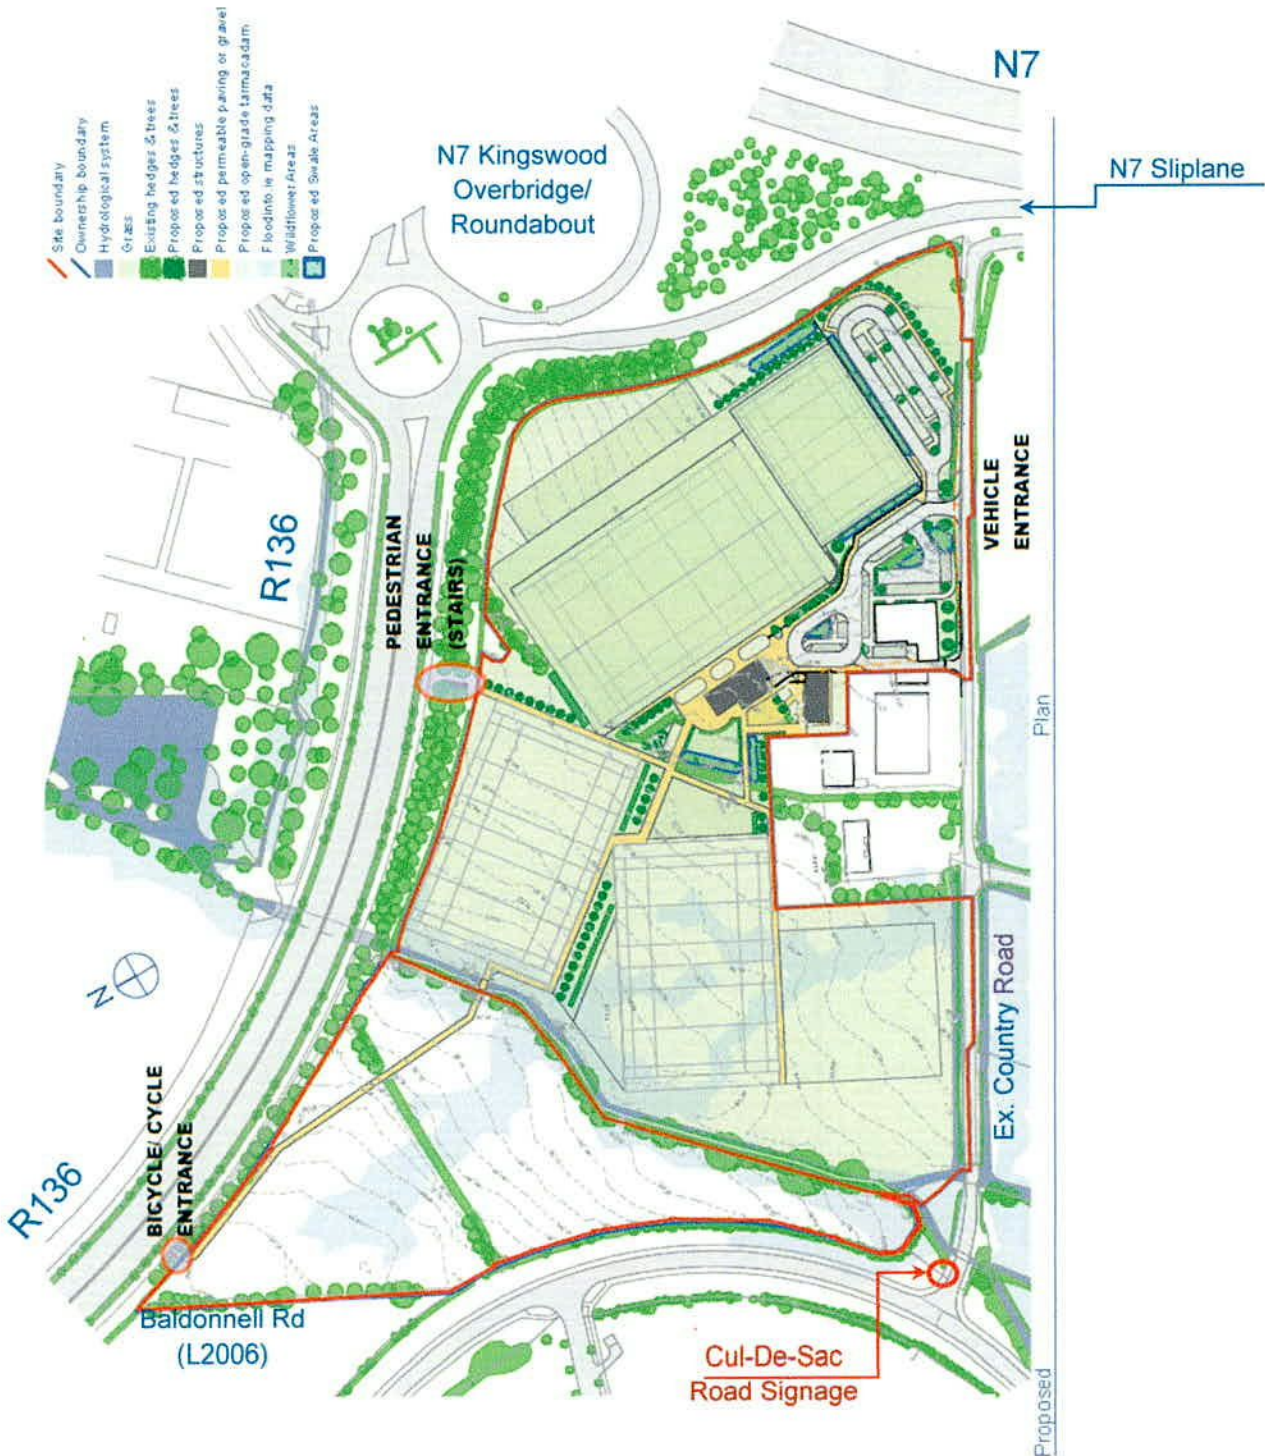 Site boundary
Ownership boundary
Hydrological system
Grass
Existing hedges & trees
Proposed hedges & trees
Proposed structures
Proposed permeable paving or gravel
Proposed open-grade tarmacadam
Floodinfo.ie mapping data
Wildflower Areas
Proposed Swale Areas
N7
N7 Kingswood
Overbridge/
Roundabout
N7 Sliplane
R136
PEDESTRIAN
ENTRANCE
(STAIRS)
VEHICLE
ENTRANCE
N
BICYCLE/ CYCLE
ENTRANCE
R136
Ex. Country Road
Baldonnell Rd
(L2006)
Cul-De-Sac
Road Signage
Proposed Plan